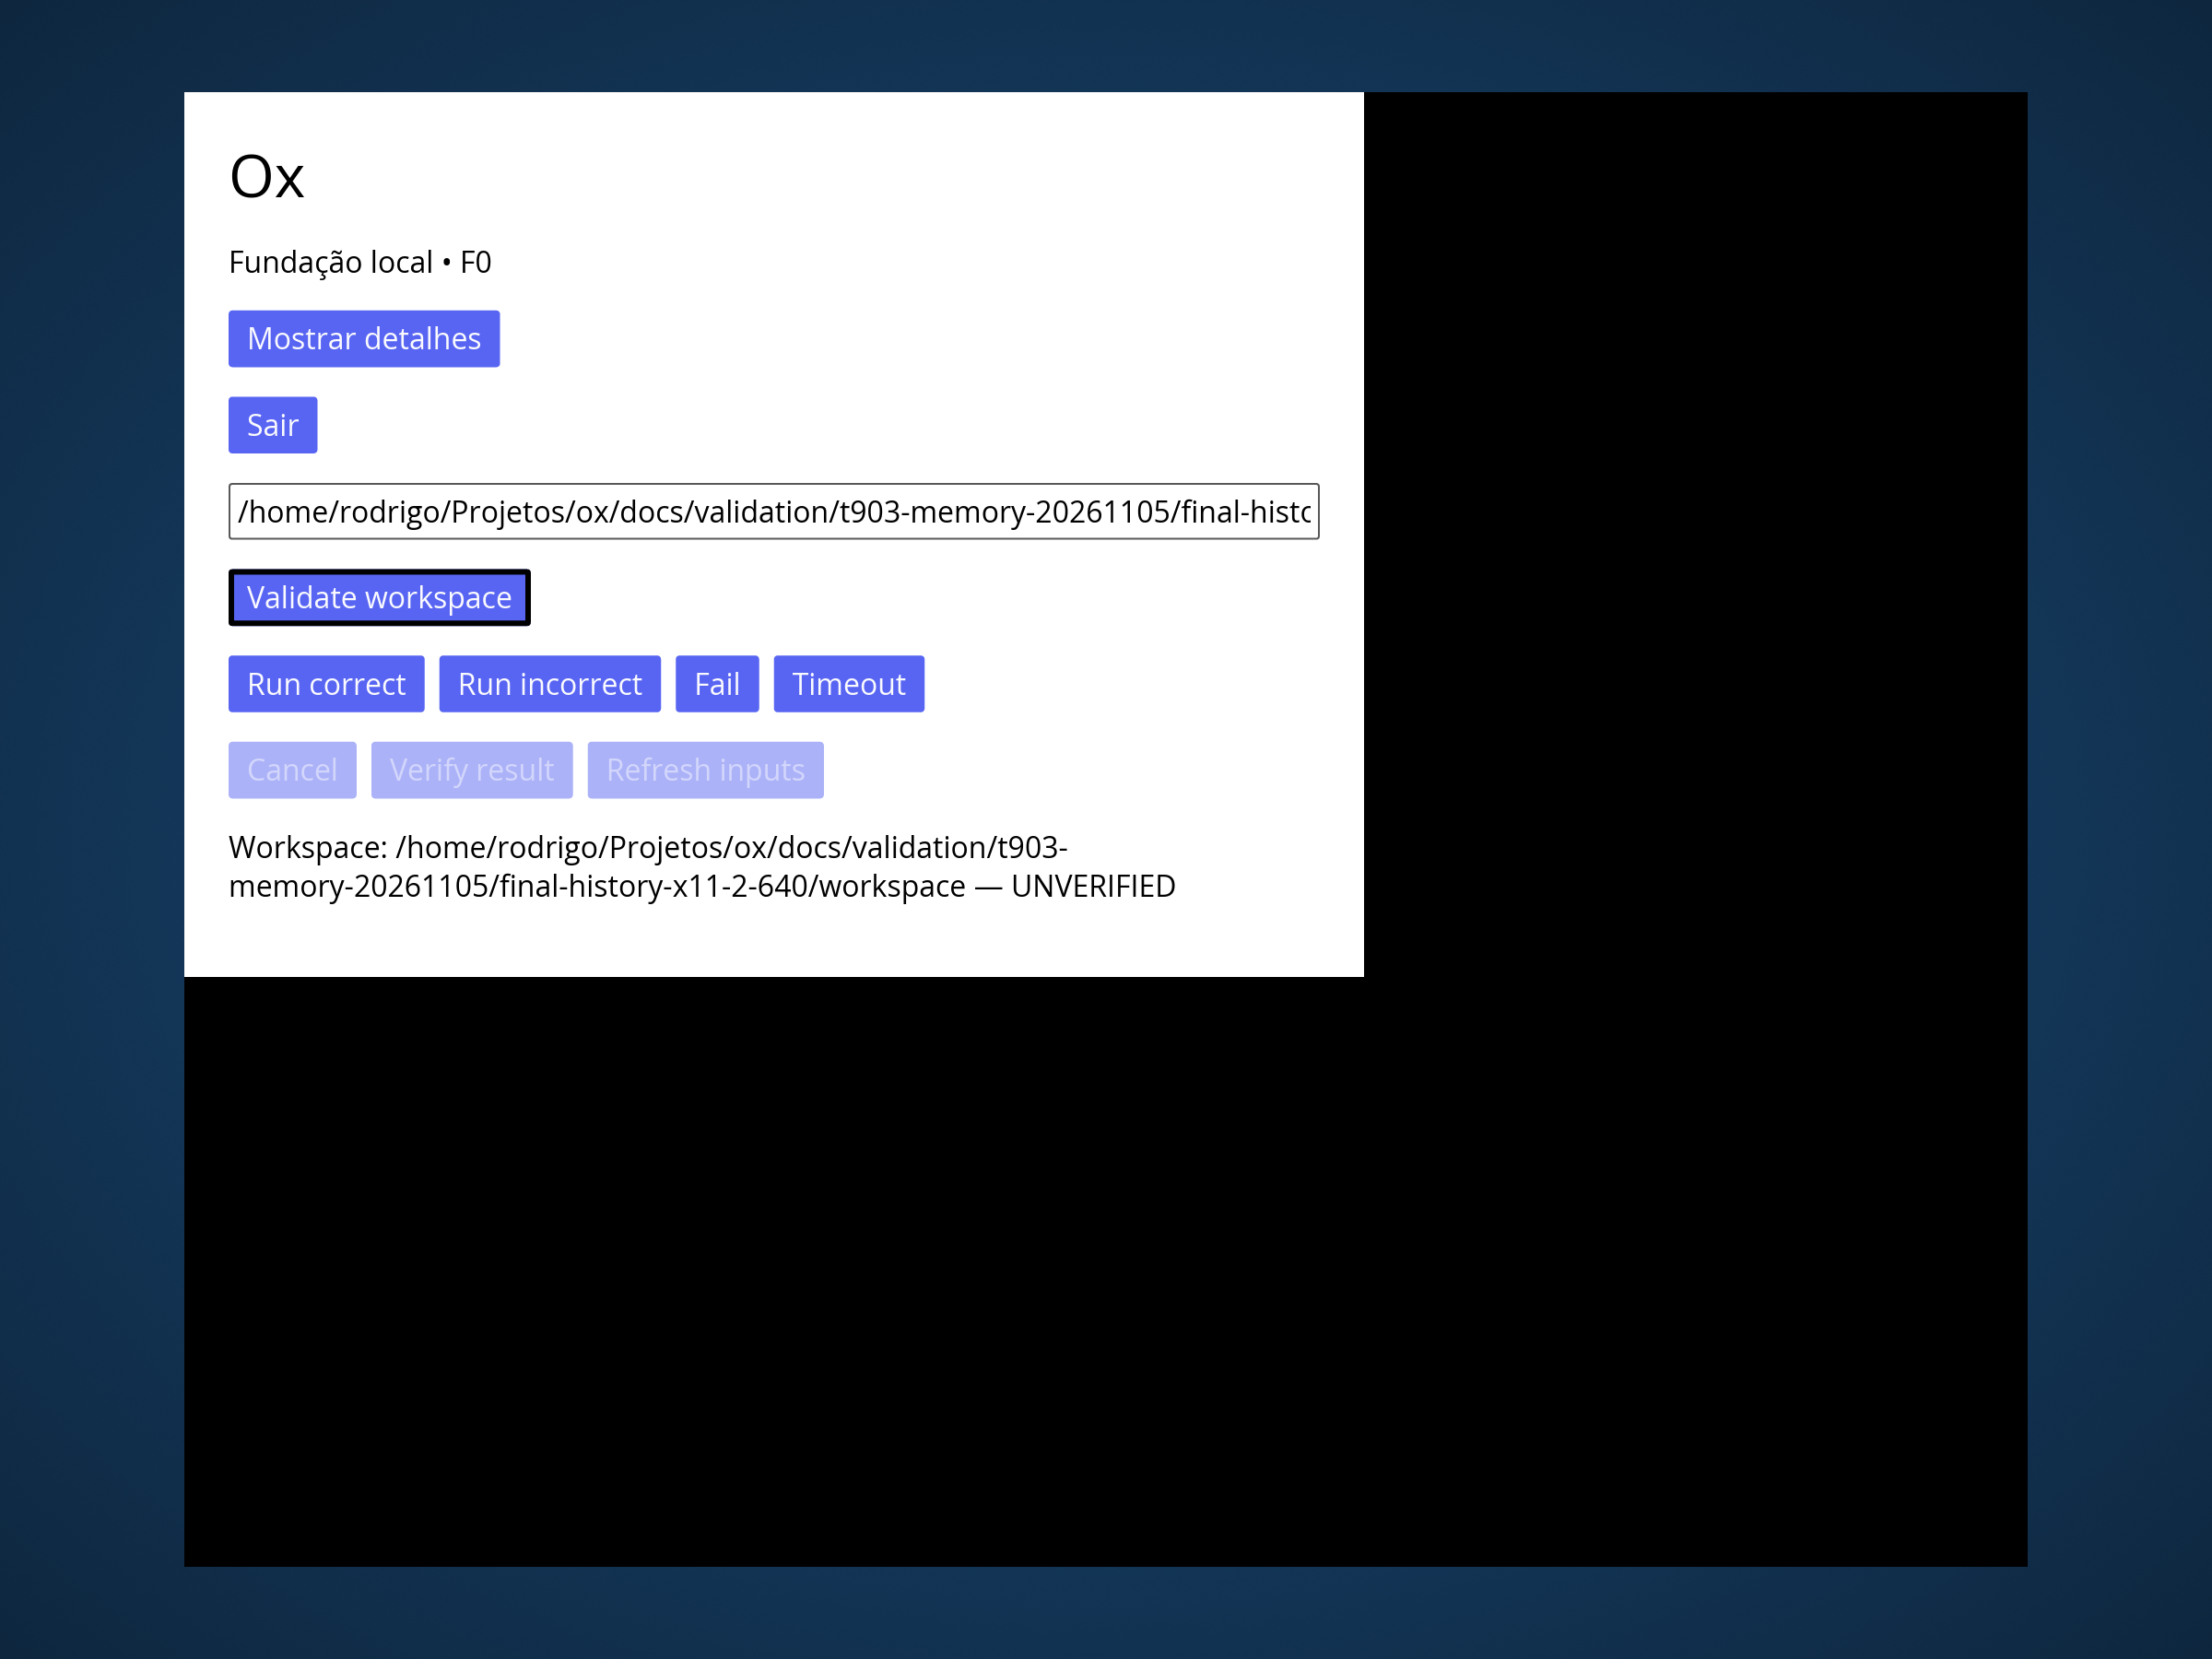 Ox
Fundação local • F0
Mostrar detalhes
Sair
/home/rodrigo/Projetos/ox/docs/validation/t903-memory-20261105/final-histo
Validate workspace
Run correct Run incorrect Fail Timeout
Cancel Verify result Refresh inputs
Workspace: /home/rodrigo/Projetos/ox/docs/validation/t903-
memory-20261105/final-history-x11-2-640/workspace — UNVERIFIED